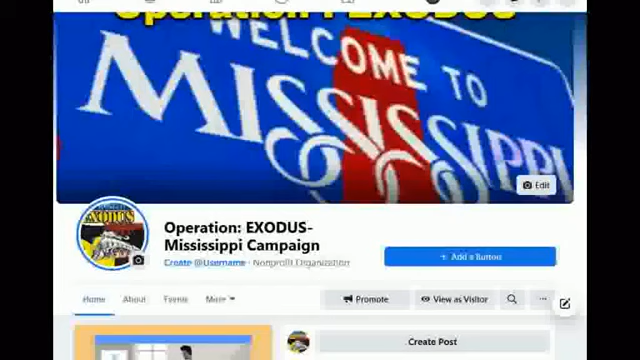 Operation : EXODUS
WELCOME TO
MISSISSIPPI
Edit
EXODUS
Operation: EXODUS-
Mississippi Campaign
Create @Username · Nonprofit Organization
+ Add a Button
Home About Events More
Promote View as Visitor ...
Create Post